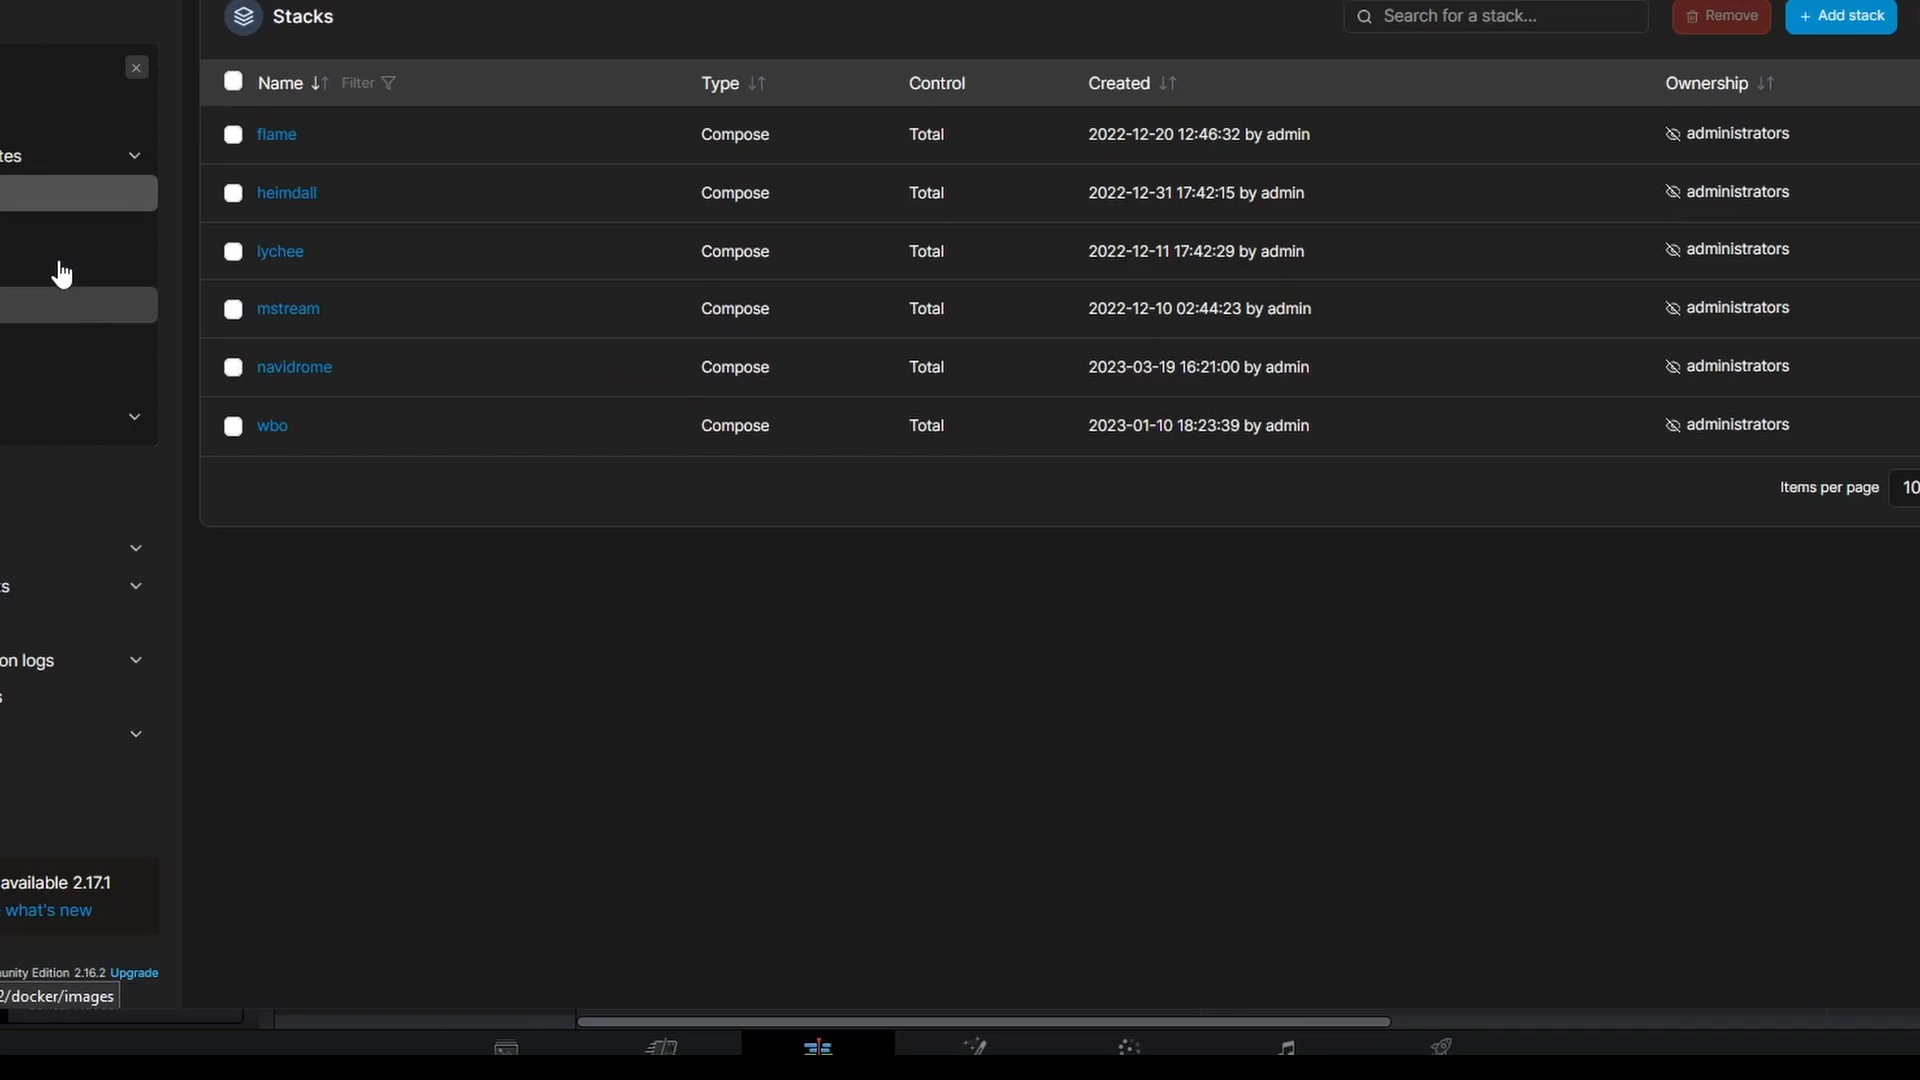 Stacks
Search for a stack...
Remove
+ Add stack
Name
Filter
Type
Control
Created
Ownership
flame Compose Total 2022-12-20 12:46:32 by admin administrators
heimdall Compose Total 2022-12-31 17:42:15 by admin administrators
lychee Compose Total 2022-12-11 17:42:29 by admin administrators
mstream Compose Total 2022-12-10 02:44:23 by admin administrators
navidrome Compose Total 2023-03-19 16:21:00 by admin administrators
wbo Compose Total 2023-01-10 18:23:39 by admin administrators
Items per page 10
tes
on logs
available 2.17.1
what's new
unity Edition 2.16.2 Upgrade
2/docker/images